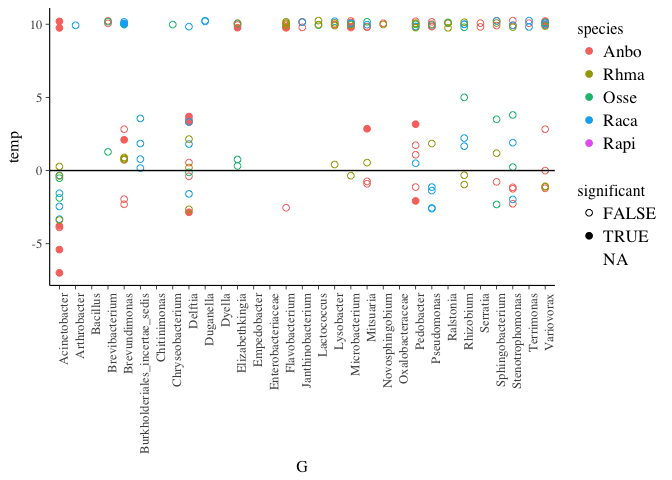 10
5
0
-5
temp
Acinetobacter
Arthrobacter
Bacillus
Brevibacterium
Brevundimonas
Burkholderiales_incertae_sedis
Chitinimonas
Chryseobacterium
Delftia
Duganella
Dyella
Elizabethkingia
Empedobacter
Enterobacteriaceae
Flavobacterium
Janthinobacterium
Lactococcus
Lysobacter
Microbacterium
Mitsuaria
Novosphingobium
Oxalobacteraceae
Pedobacter
Pseudomonas
Ralstonia
Rhizobium
Serratia
Sphingobacterium
Stenotrophomonas
Terrimonas
Variovorax
G
species
Anbo
Rhma
Osse
Raca
Rapi
significant
FALSE
TRUE
NA